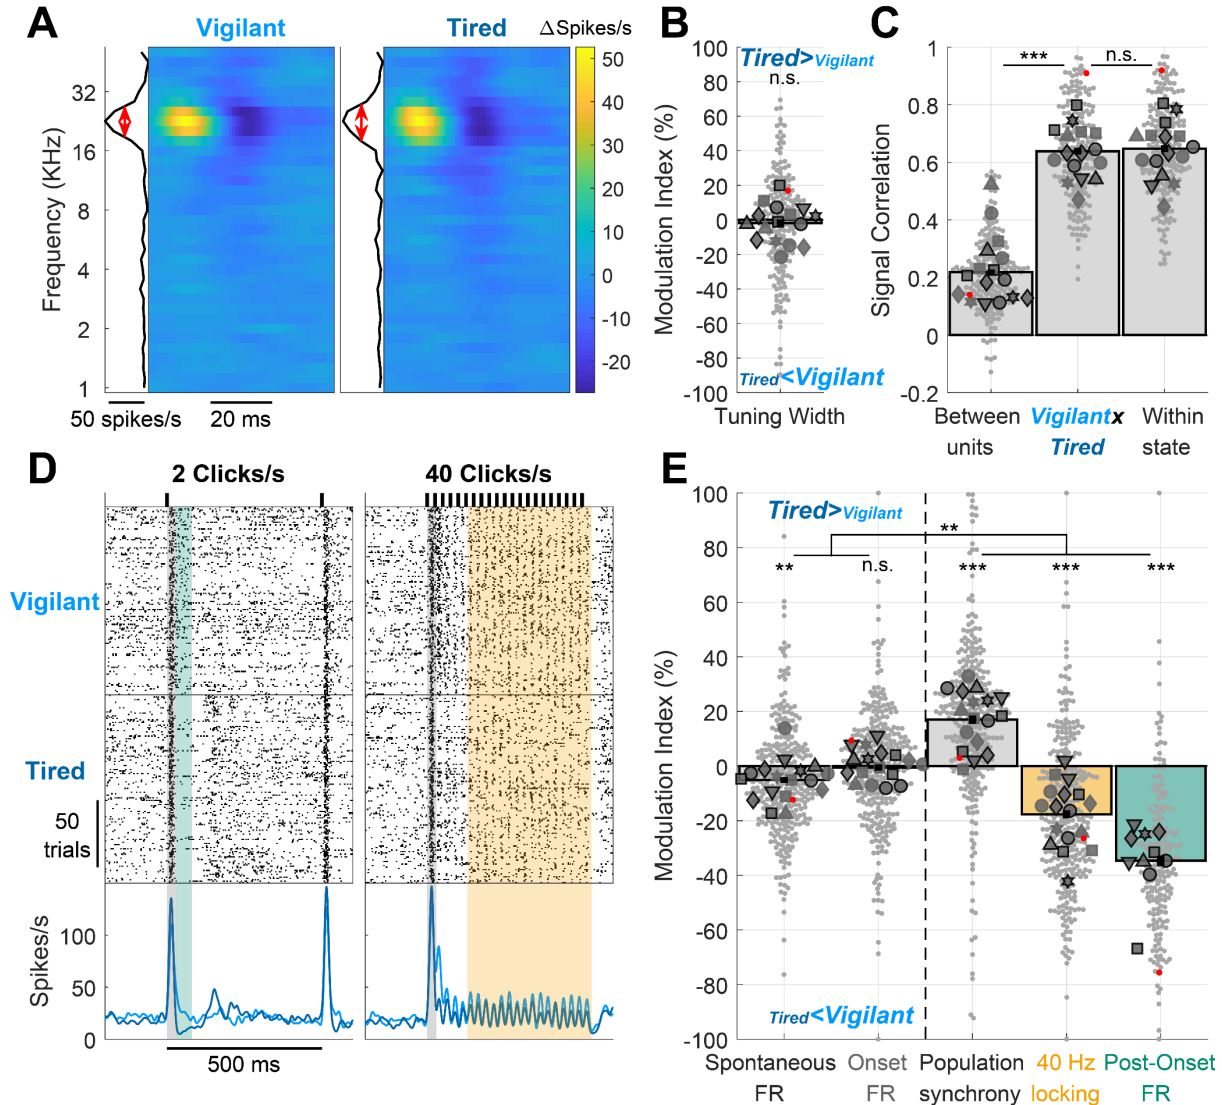 A
Vigilant
Tired
ΔSpikes/s
Frequency (KHz)
32
16
8
4
2
1
50
40
30
20
10
0
-10
-20
50 spikes/s
20 ms
B
Modulation Index (%)
100
80
60
40
20
0
-20
-40
-60
-80
-100
Tired>Vigilant
n.s.
Tired<Vigilant
Tuning Width
C
Signal Correlation
1
0.8
0.6
0.4
0.2
0
-0.2
***
n.s.
Between units
Vigilant x Tired
Within state
D
2 Clicks/s
40 Clicks/s
Vigilant
Tired
50 trials
Spikes/s
100
50
0
500 ms
E
Modulation Index (%)
100
80
60
40
20
0
-20
-40
-60
-80
-100
Tired>Vigilant
**
**
n.s.
***
***
***
Tired<Vigilant
Spontaneous FR
Onset FR
Population synchrony
40 Hz locking
Post-Onset FR